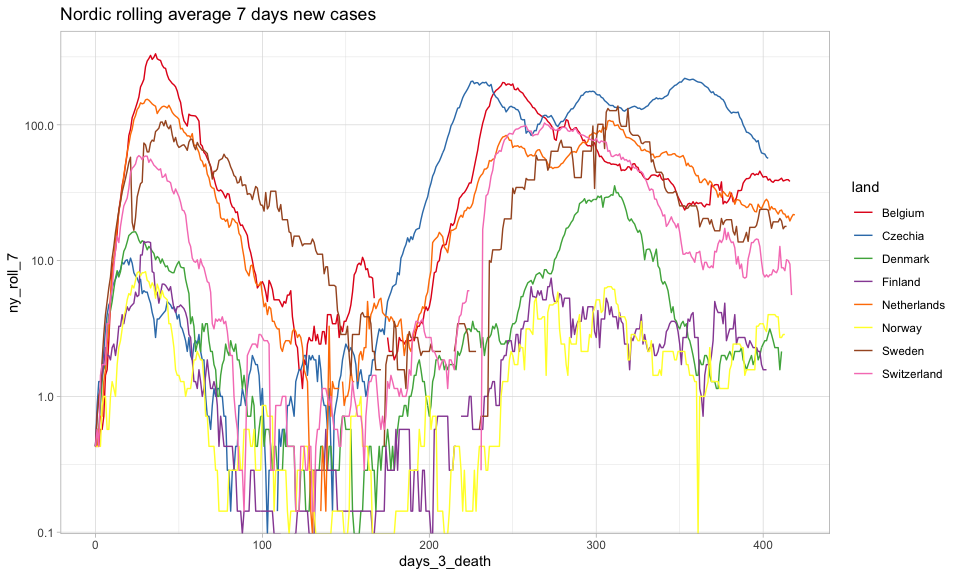 Nordic rolling average 7 days new cases
ny_roll_7
100.0
10.0
1.0
0.1
0 100 200 300 400
days_3_death
land
Belgium
Czechia
Denmark
Finland
Netherlands
Norway
Sweden
Switzerland